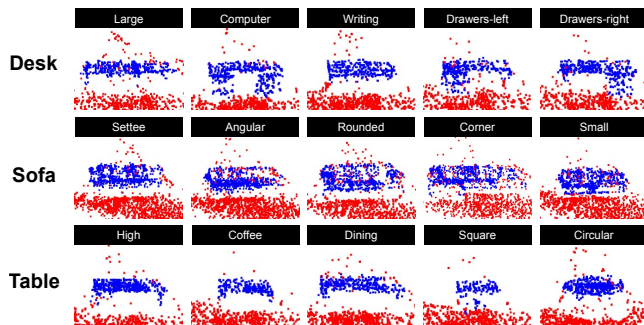 Large Computer Writing Drawers-left Drawers-right
Desk
Settee Angular Rounded Corner Small
Sofa
High Coffee Dining Square Circular
Table